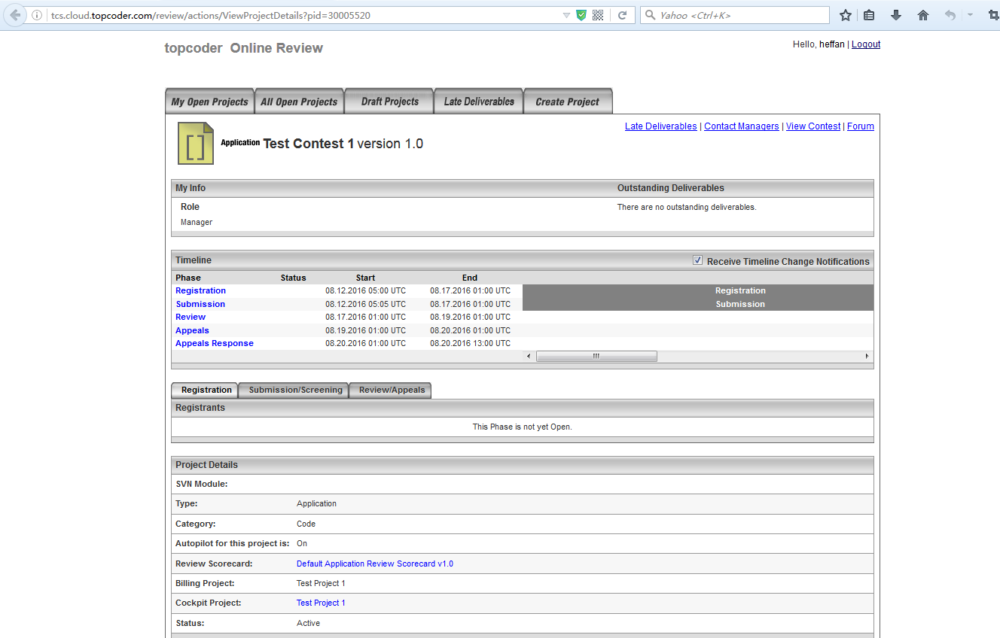 tcs.cloud.topcoder.com/review/actions/ViewProjectDetails?pid=30005520 Yahoo <Ctrl+K>
topcoder Online Review Hello, heffan | Logout
My Open Projects All Open Projects Draft Projects Late Deliverables Create Project
Late Deliverables | Contact Managers | View Contest | Forum
[ ] Application Test Contest 1 version 1.0
My Info Outstanding Deliverables
Role There are no outstanding deliverables.
Manager
Timeline Receive Timeline Change Notifications
Phase Status Start End
Registration 08.12.2016 05:00 UTC 08.17.2016 01:00 UTC Registration
Submission 08.12.2016 05:05 UTC 08.17.2016 01:00 UTC Submission
Review 08.17.2016 01:00 UTC 08.19.2016 01:00 UTC
Appeals 08.19.2016 01:00 UTC 08.20.2016 01:00 UTC
Appeals Response 08.20.2016 01:00 UTC 08.20.2016 13:00 UTC
Registration Submission/Screening Review/Appeals
Registrants
This Phase is not yet Open.
Project Details
SVN Module:
Type: Application
Category: Code
Autopilot for this project is: On
Review Scorecard: Default Application Review Scorecard v1.0
Billing Project: Test Project 1
Cockpit Project: Test Project 1
Status: Active